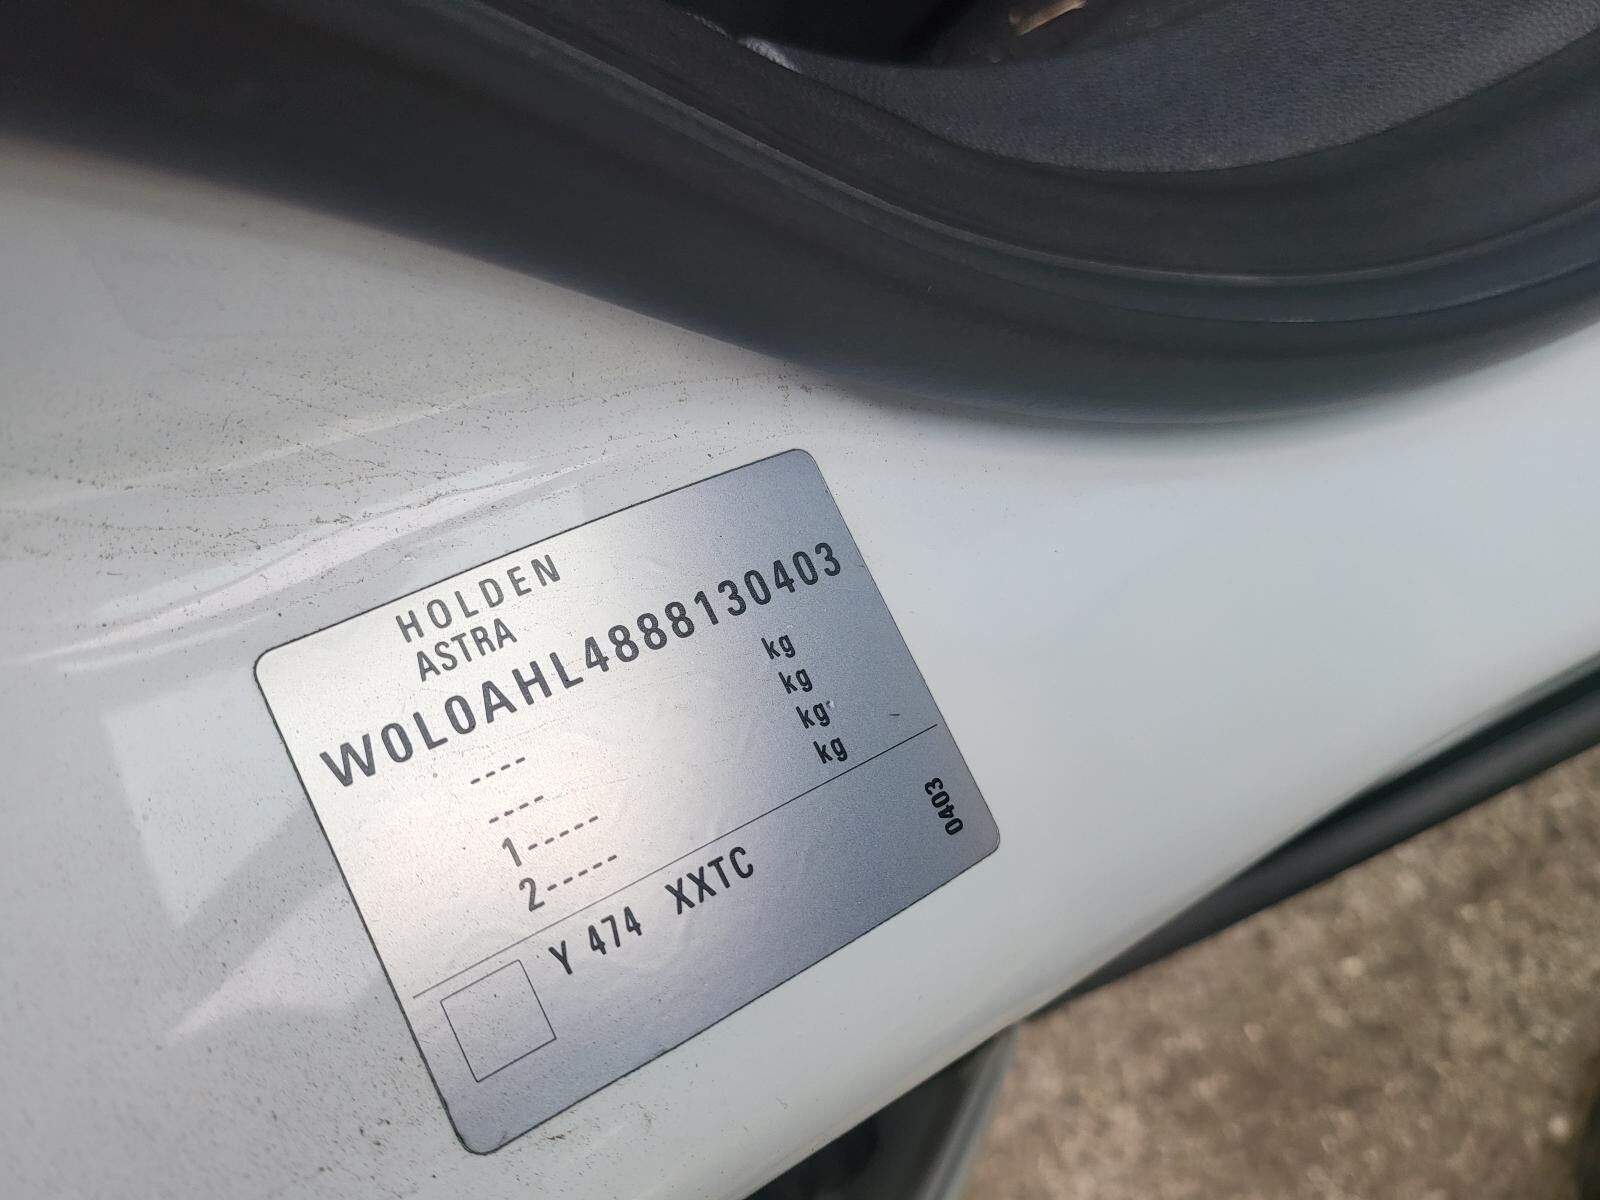 HOLDEN
ASTRA
W0L0AHL4888130403
---- kg
--- kg
1----- kg
2----- kg
Y 474 XXTC
0403